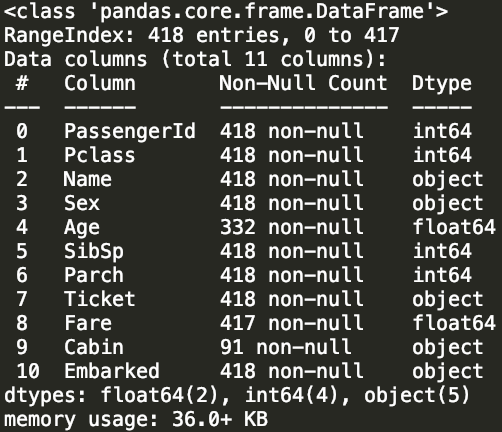 <class 'pandas.core.frame.DataFrame'>
RangeIndex: 418 entries, 0 to 417
Data columns (total 11 columns):
 #   Column       Non-Null Count  Dtype
---  ------       --------------  -----
 0   PassengerId  418 non-null    int64
 1   Pclass       418 non-null    int64
 2   Name         418 non-null    object
 3   Sex          418 non-null    object
 4   Age          332 non-null    float64
 5   SibSp        418 non-null    int64
 6   Parch        418 non-null    int64
 7   Ticket       418 non-null    object
 8   Fare         417 non-null    float64
 9   Cabin        91 non-null     object
 10  Embarked     418 non-null    object
dtypes: float64(2), int64(4), object(5)
memory usage: 36.0+ KB